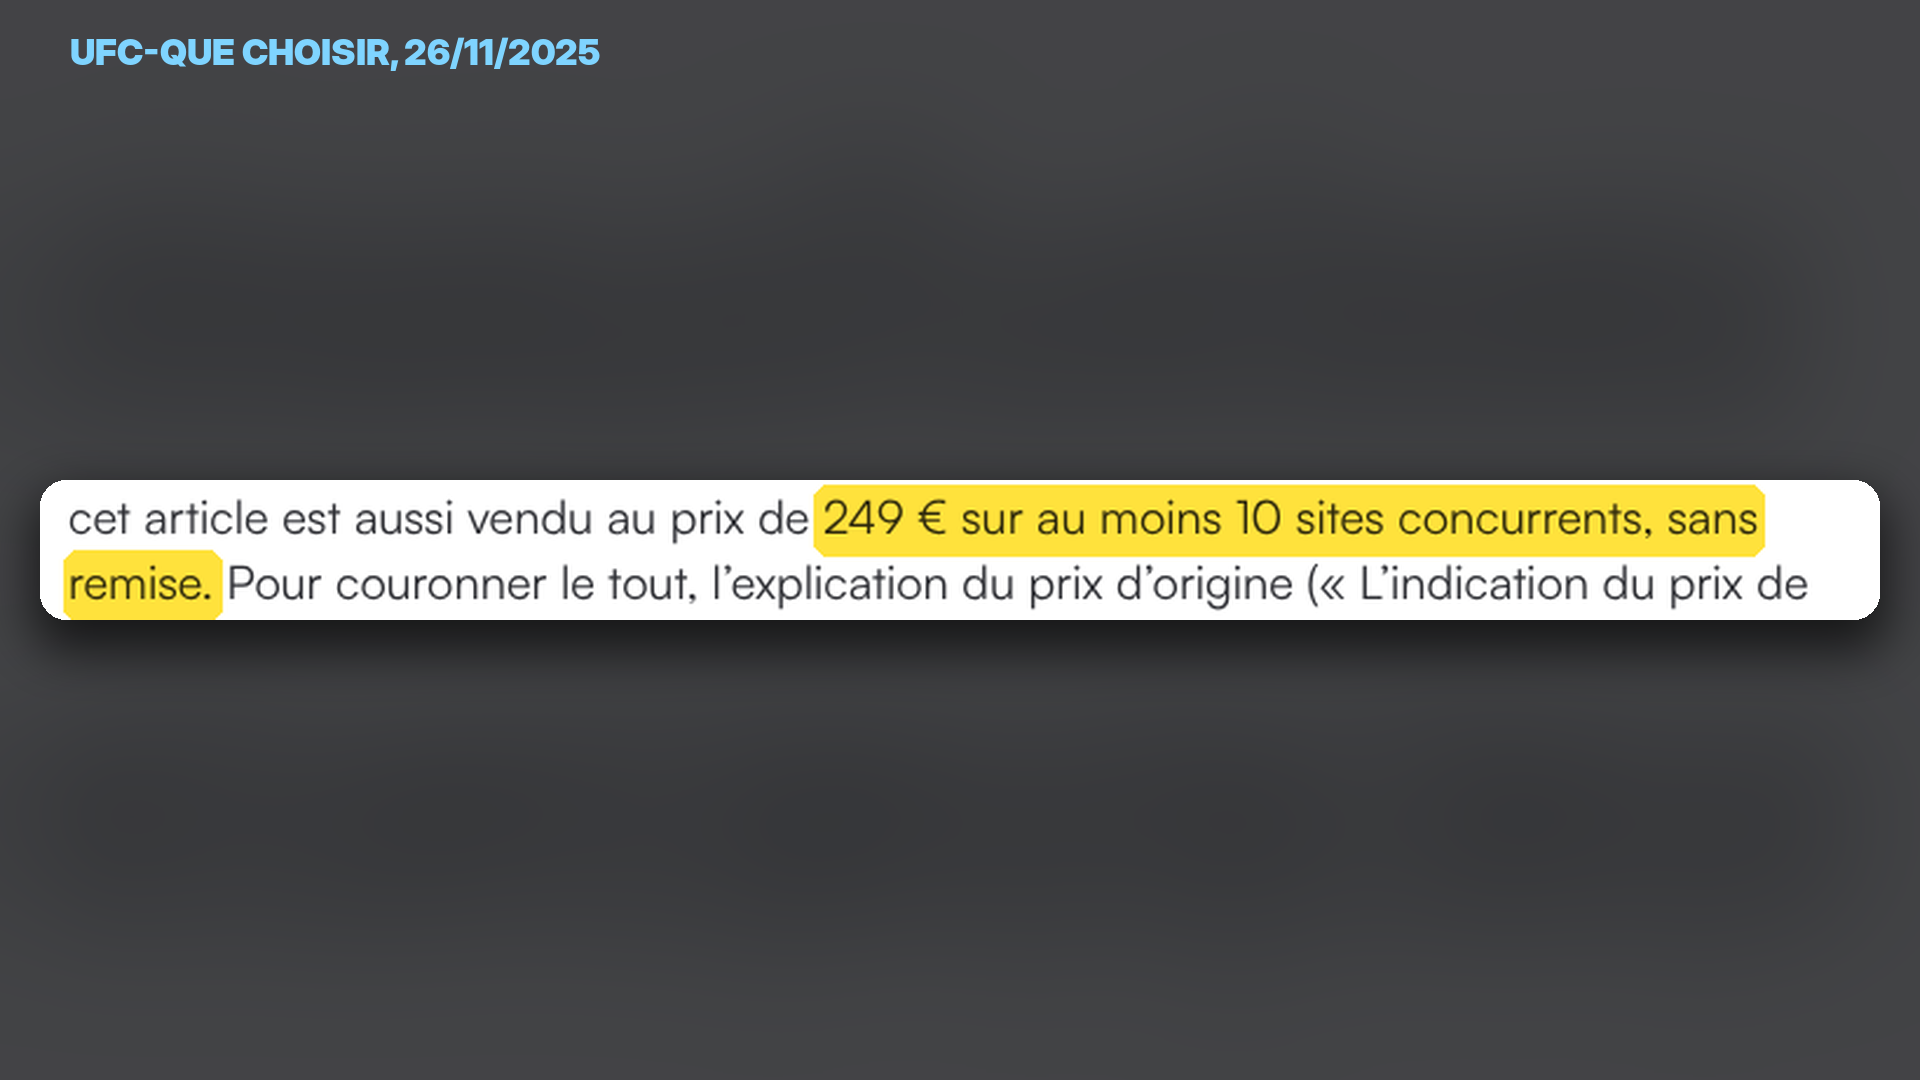 UFC-QUE CHOISIR, 26/11/2025
cet article est aussi vendu au prix de 249 € sur au moins 10 sites concurrents, sans
remise. Pour couronner le tout, l’explication du prix d’origine (« L’indication du prix de